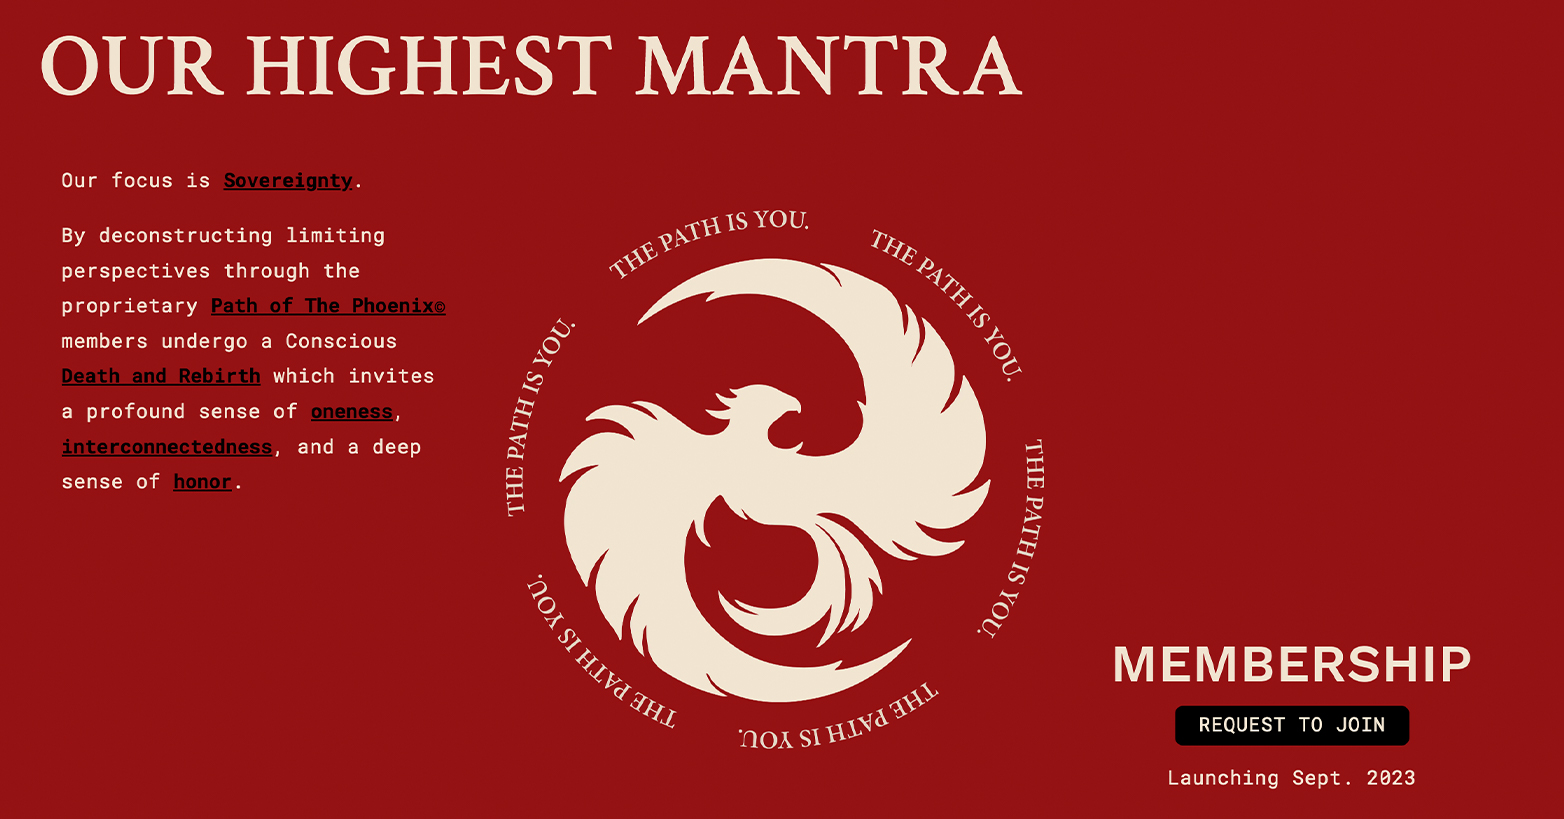 OUR HIGHEST MANTRA
Our focus is Sovereignty.
By deconstructing limiting
perspectives through the
proprietary Path of The Phoenix©
members undergo a Conscious
Death and Rebirth which invites
a profound sense of oneness,
interconnectedness, and a deep
sense of honor.
THE PATH IS YOU.
THE PATH IS YOU.
THE PATH IS YOU.
THE PATH IS YOU.
THE PATH IS YOU.
THE PATH IS YOU.
MEMBERSHIP
REQUEST TO JOIN
Launching Sept. 2023